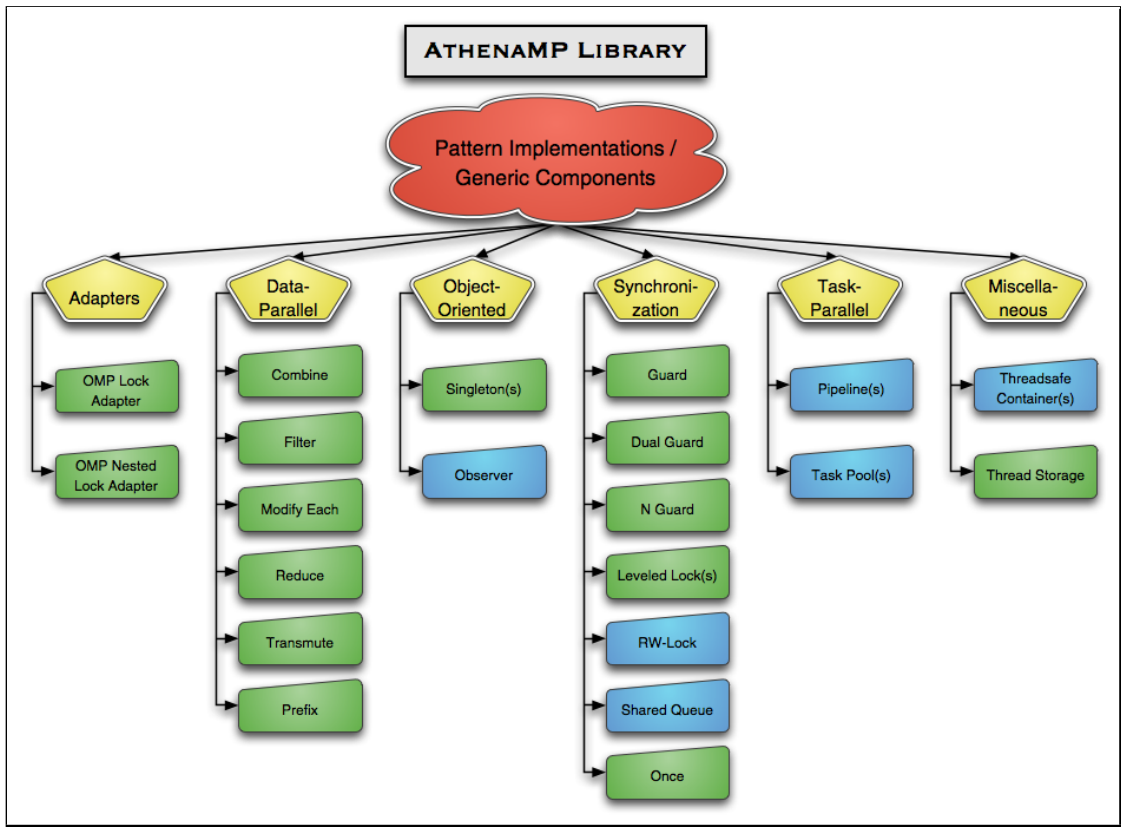 ATHENAMP LIBRARY
Pattern Implementations /
Generic Components
Adapters
Data-
Parallel
Object-
Oriented
Synchroni-
zation
Task-
Parallel
Miscella-
neous
OMP Lock
Adapter
OMP Nested
Lock Adapter
Combine
Filter
Modify Each
Reduce
Transmute
Prefix
Singleton(s)
Observer
Guard
Dual Guard
N Guard
Leveled Lock(s)
RW-Lock
Shared Queue
Once
Pipeline(s)
Task Pool(s)
Threadsafe
Container(s)
Thread Storage